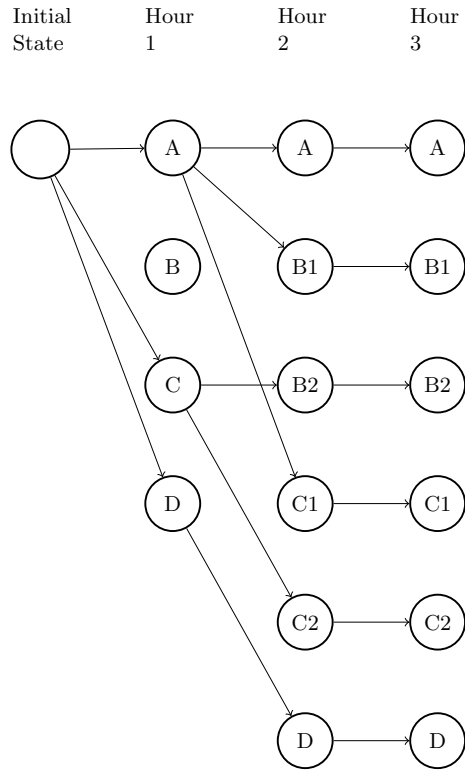 Initial State
Hour 1
Hour 2
Hour 3
A
A
A
B
B1
B1
C
B2
B2
D
C1
C1
C2
C2
D
D